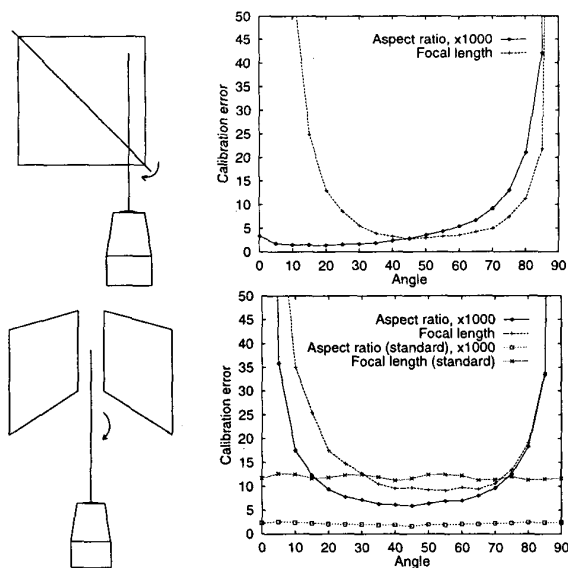 50
45
40
35
30
25
20
15
10
5
0
Calibration error
Aspect ratio, x1000
Focal length
0 10 20 30 40 50 60 70 80 90
Angle
50
45
40
35
30
25
20
15
10
5
0
Calibration error
Aspect ratio, x1000
Focal length
Aspect ratio (standard), x1000
Focal length (standard)
0 10 20 30 40 50 60 70 80 90
Angle